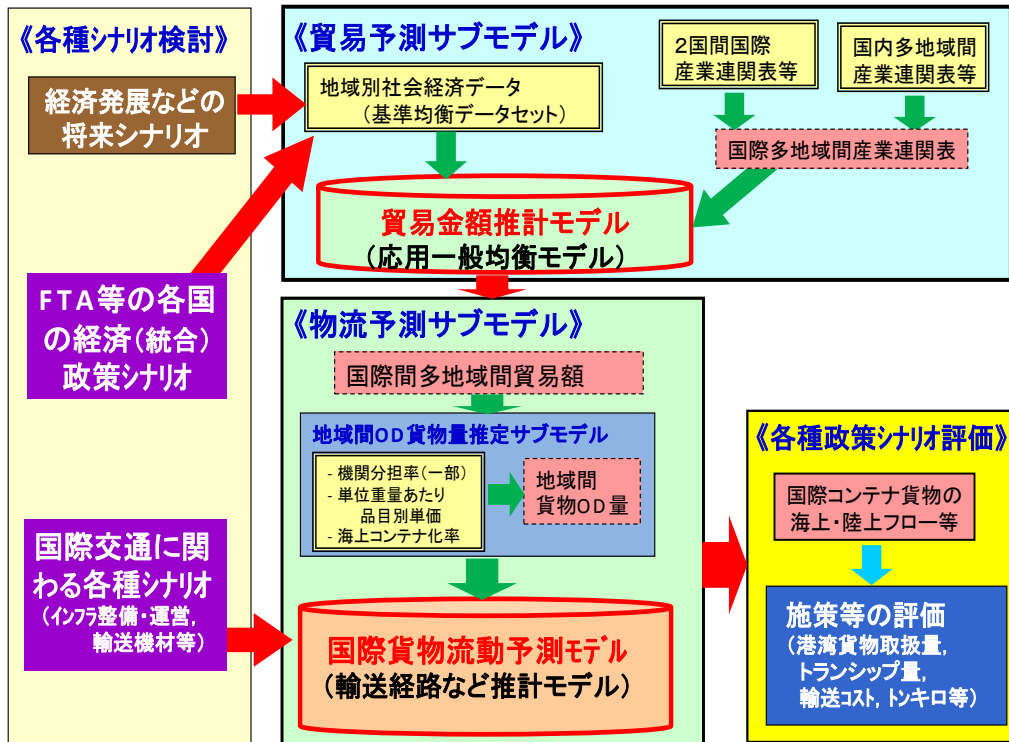 《各種シナリオ検討》
経済発展などの
将来シナリオ
FTA等の各国
の経済(統合)
政策シナリオ
国際交通に関
わる各種シナリオ
(インフラ整備・運営,
輸送機材等)
《貿易予測サブモデル》
地域別社会経済データ
(基準均衡データセット)
2国間国際
産業連関表等
国内多地域間
産業連関表等
国際多地域間産業連関表
貿易金額推計モデル
(応用一般均衡モデル)
《物流予測サブモデル》
国際間多地域間貿易額
地域間OD貨物量推定サブモデル
- 機関分担率(一部)
- 単位重量あたり
品目別単価
- 海上コンテナ化率
地域間
貨物OD量
国際貨物流動予測モデル
(輸送経路など推計モデル)
《各種政策シナリオ評価》
国際コンテナ貨物の
海上・陸上フロー等
施策等の評価
(港湾貨物取扱量,
トランシップ量,
輸送コスト, トンキロ等)